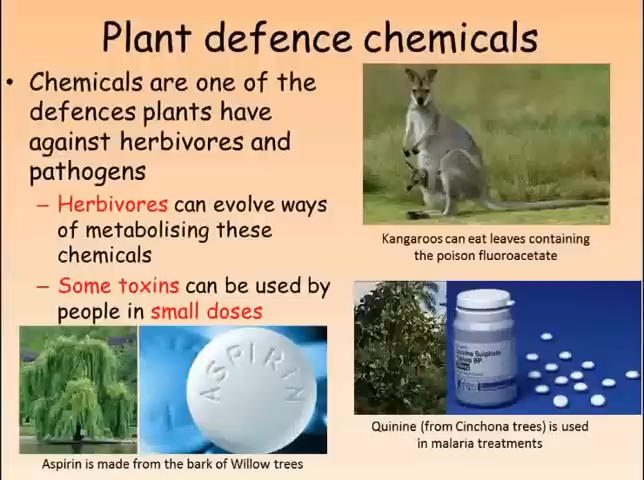 Plant defence chemicals
• Chemicals are one of the
defences plants have
against herbivores and
pathogens
– Herbivores can evolve ways
of metabolising these
chemicals
– Some toxins can be used by
people in small doses
Kangaroos can eat leaves containing
the poison fluoroacetate
ASPIRIN
Aspirin is made from the bark of Willow trees
Sulphate
BP
Quinine (from Cinchona trees) is used
in malaria treatments